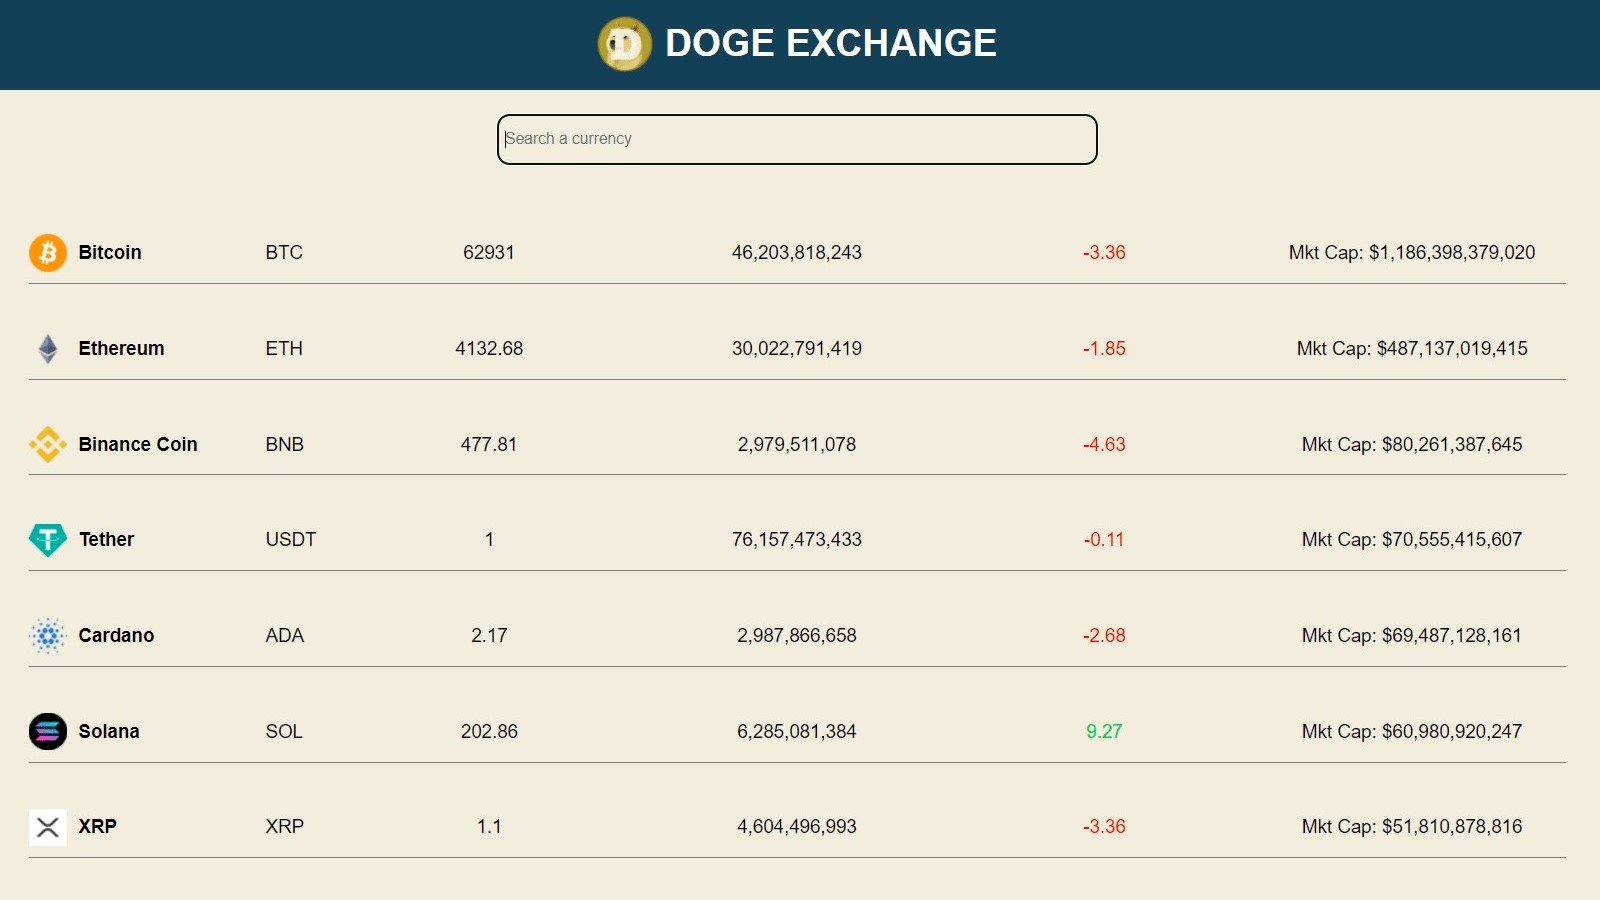 DOGE EXCHANGE
Search a currency
Bitcoin BTC 62931 46,203,818,243 -3.36 Mkt Cap: $1,186,398,379,020
Ethereum ETH 4132.68 30,022,791,419 -1.85 Mkt Cap: $487,137,019,415
Binance Coin BNB 477.81 2,979,511,078 -4.63 Mkt Cap: $80,261,387,645
Tether USDT 1 76,157,473,433 -0.11 Mkt Cap: $70,555,415,607
Cardano ADA 2.17 2,987,866,658 -2.68 Mkt Cap: $69,487,128,161
Solana SOL 202.86 6,285,081,384 9.27 Mkt Cap: $60,980,920,247
XRP XRP 1.1 4,604,496,993 -3.36 Mkt Cap: $51,810,878,816